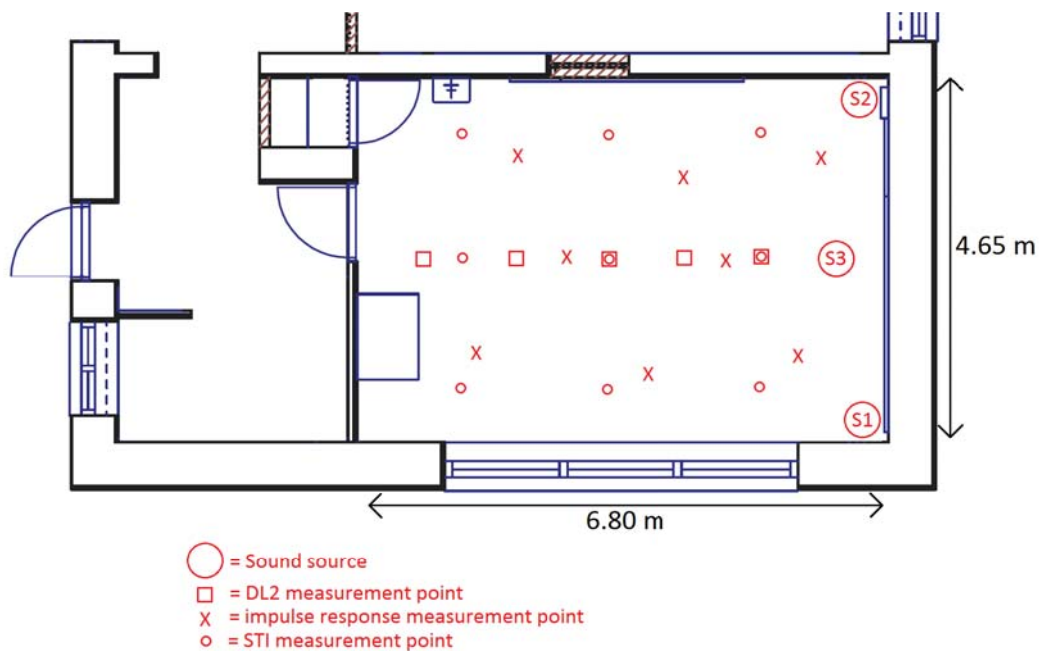 S2
S3
4.65 m
S1
6.80 m
= Sound source
= DL2 measurement point
X = impulse response measurement point
= STI measurement point